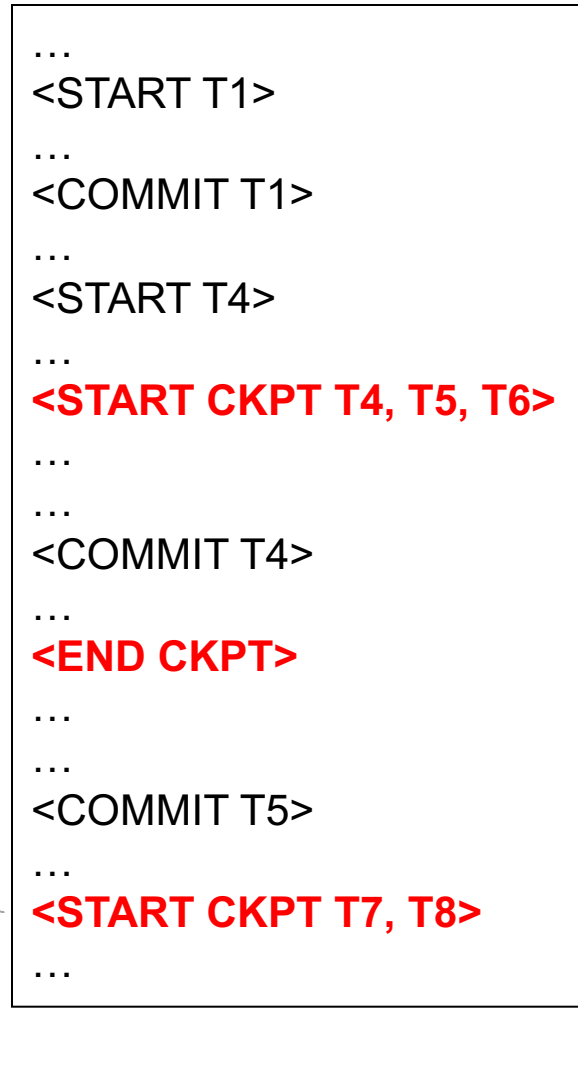 …
<START T1>
…
<COMMIT T1>
…
<START T4>
…
<START CKPT T4, T5, T6>
…
…
<COMMIT T4>
…
<END CKPT>
…
…
<COMMIT T5>
…
<START CKPT T7, T8>
…